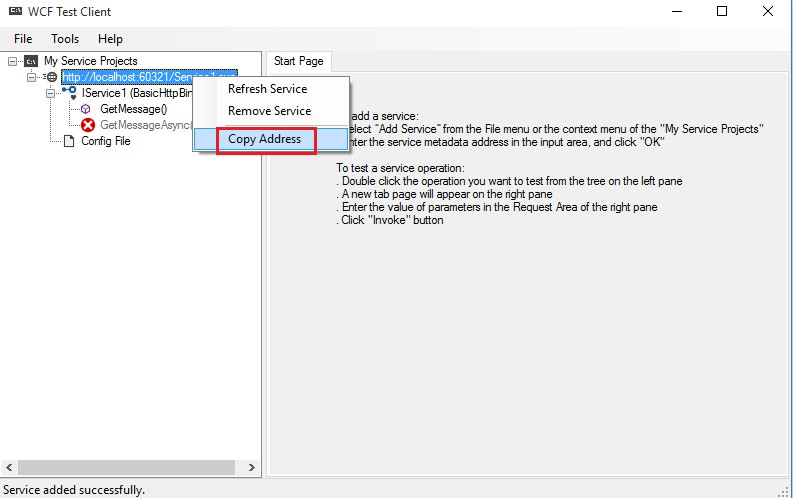 WCF Test Client
File Tools Help
My Service Projects
http://localhost:60321/Service1.svc
IService1 (BasicHttpBin
GetMessage()
GetMessageAsync(
Config File
Refresh Service
Remove Service
Copy Address
Start Page
add a service:
elect "Add Service" from the File menu or the context menu of the "My Service Projects"
nter the service metadata address in the input area, and click "OK"
To test a service operation:
. Double click the operation you want to test from the tree on the left pane
. A new tab page will appear on the right pane
. Enter the value of parameters in the Request Area of the right pane
. Click "Invoke" button
Service added successfully.